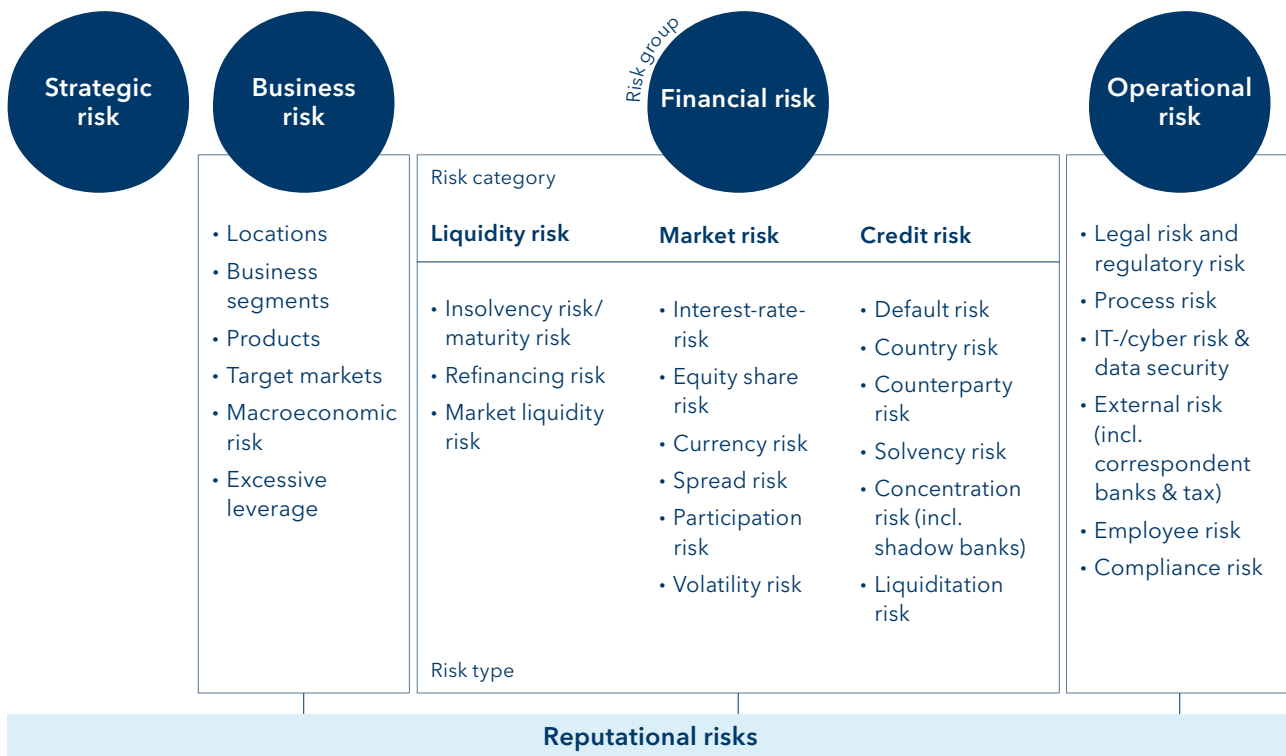 Strategic
risk
Business
risk
Risk group
Financial risk
Operational
risk
• Locations
• Business
segments
• Products
• Target markets
• Macroeconomic
risk
• Excessive
leverage
Risk category
Liquidity risk
• Insolvency risk/
maturity risk
• Refinancing risk
• Market liquidity
risk
Market risk
• Interest-rate-
risk
• Equity share
risk
• Currency risk
• Spread risk
• Participation
risk
• Volatility risk
Credit risk
• Default risk
• Country risk
• Counterparty
risk
• Solvency risk
• Concentration
risk (incl.
shadow banks)
• Liquiditation
risk
Risk type
• Legal risk and
regulatory risk
• Process risk
• IT-/cyber risk &
data security
• External risk
(incl.
correspondent
banks & tax)
• Employee risk
• Compliance risk
Reputational risks